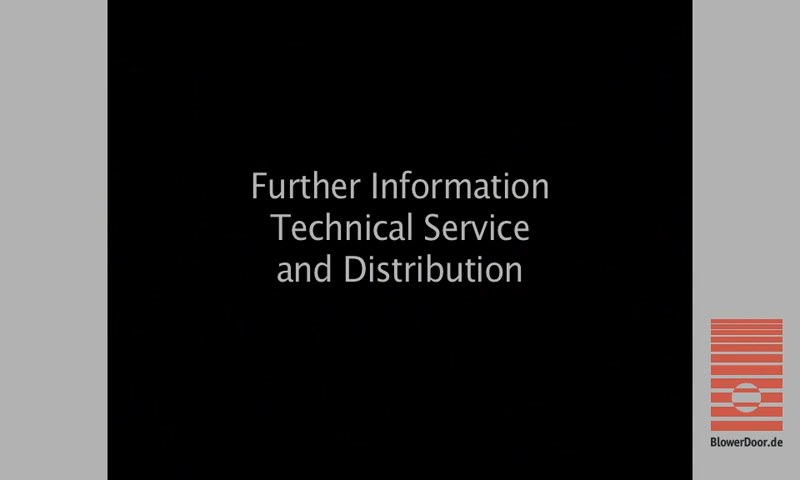 Further Information
Technical Service
and Distribution
BlowerDoor.de